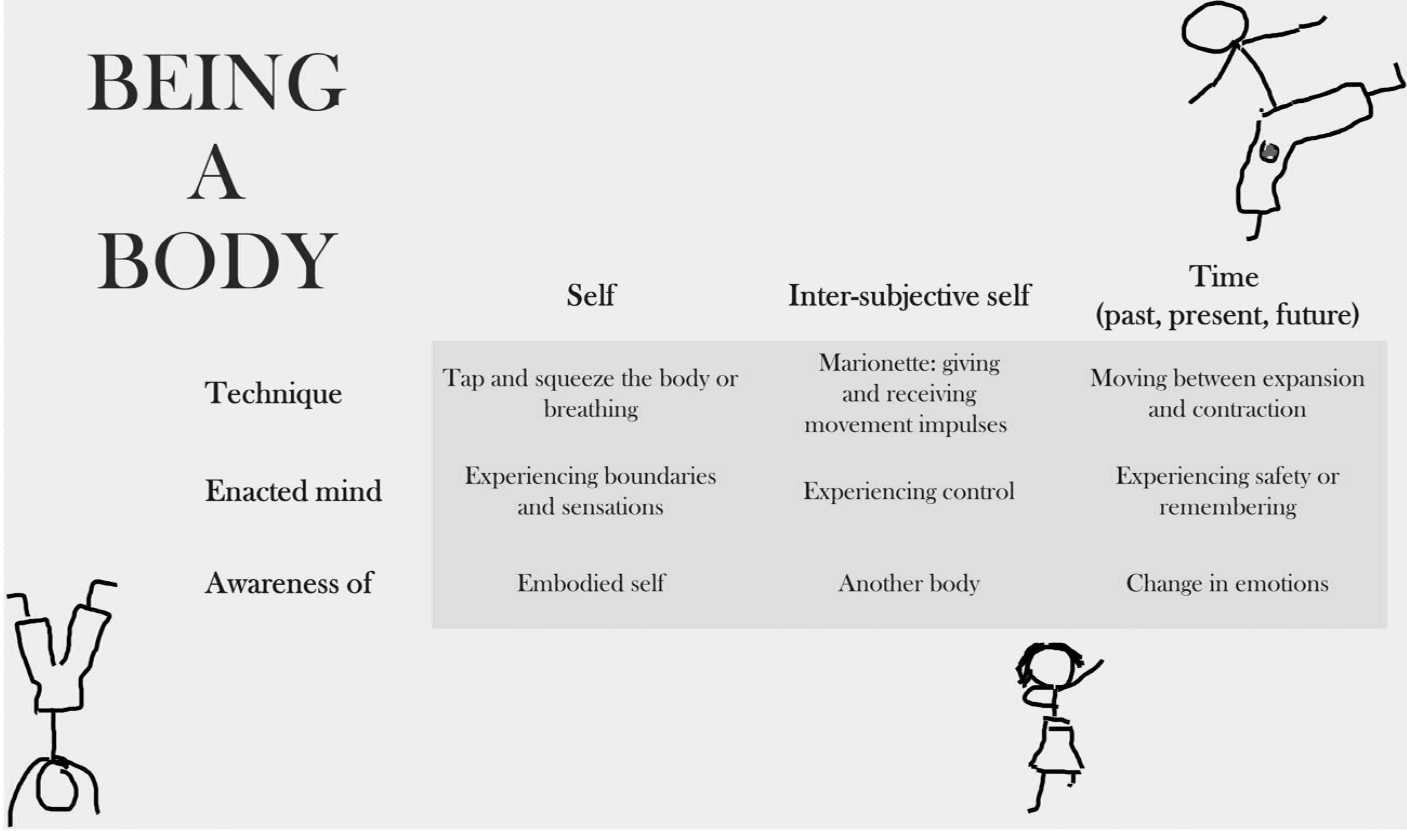 BEING
A
BODY
Self
Inter-subjective self
Time
(past, present, future)
Technique
Tap and squeeze the body or
breathing
Marionette: giving
and receiving
movement impulses
Moving between expansion
and contraction
Enacted mind
Experiencing boundaries
and sensations
Experiencing control
Experiencing safety or
remembering
Awareness of
Embodied self
Another body
Change in emotions